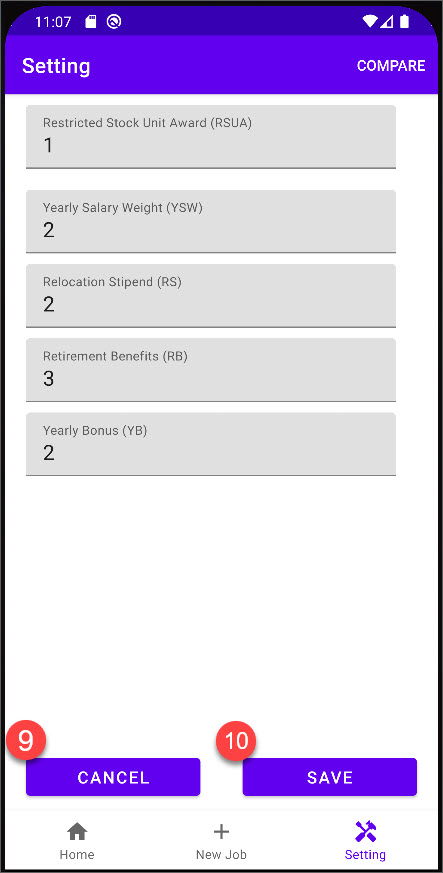 11:07
Setting COMPARE
Restricted Stock Unit Award (RSUA)
1
Yearly Salary Weight (YSW)
2
Relocation Stipend (RS)
2
Retirement Benefits (RB)
3
Yearly Bonus (YB)
2
9 10
CANCEL SAVE
Home New Job Setting